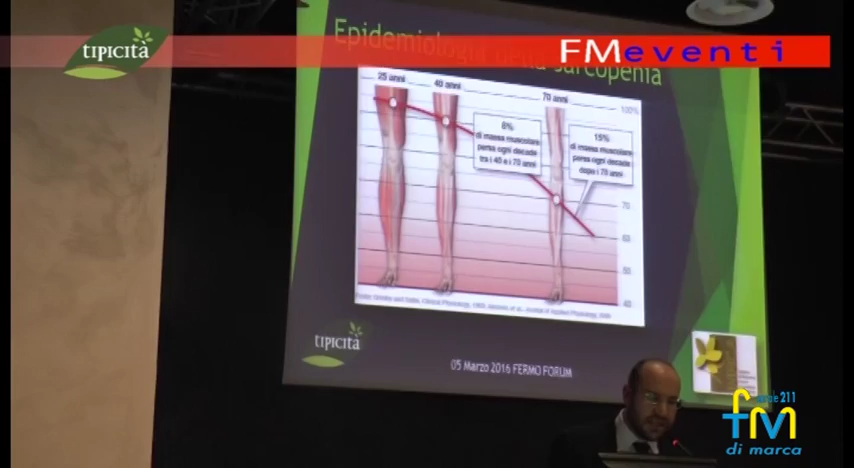 TIPICITÀ
FMeventi
Epidemiologia della sarcopenia
25 anni
40 anni
70 anni
100%
8%
di massa muscolare
persa ogni decade
tra i 40 e i 70 anni
15%
di massa muscolare
persa ogni decade
dopo i 70 anni
70
60
50
40
TIPICITÀ
05 Marzo 2016 FERMO FORUM
canale 211
fM
di marca